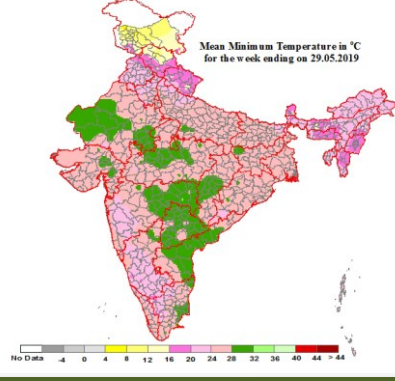 Mean Minimum Temperature in °C
for the week ending on 29.05.2019
No Data -4 0 4 8 12 16 20 24 28 32 36 40 44 > 44